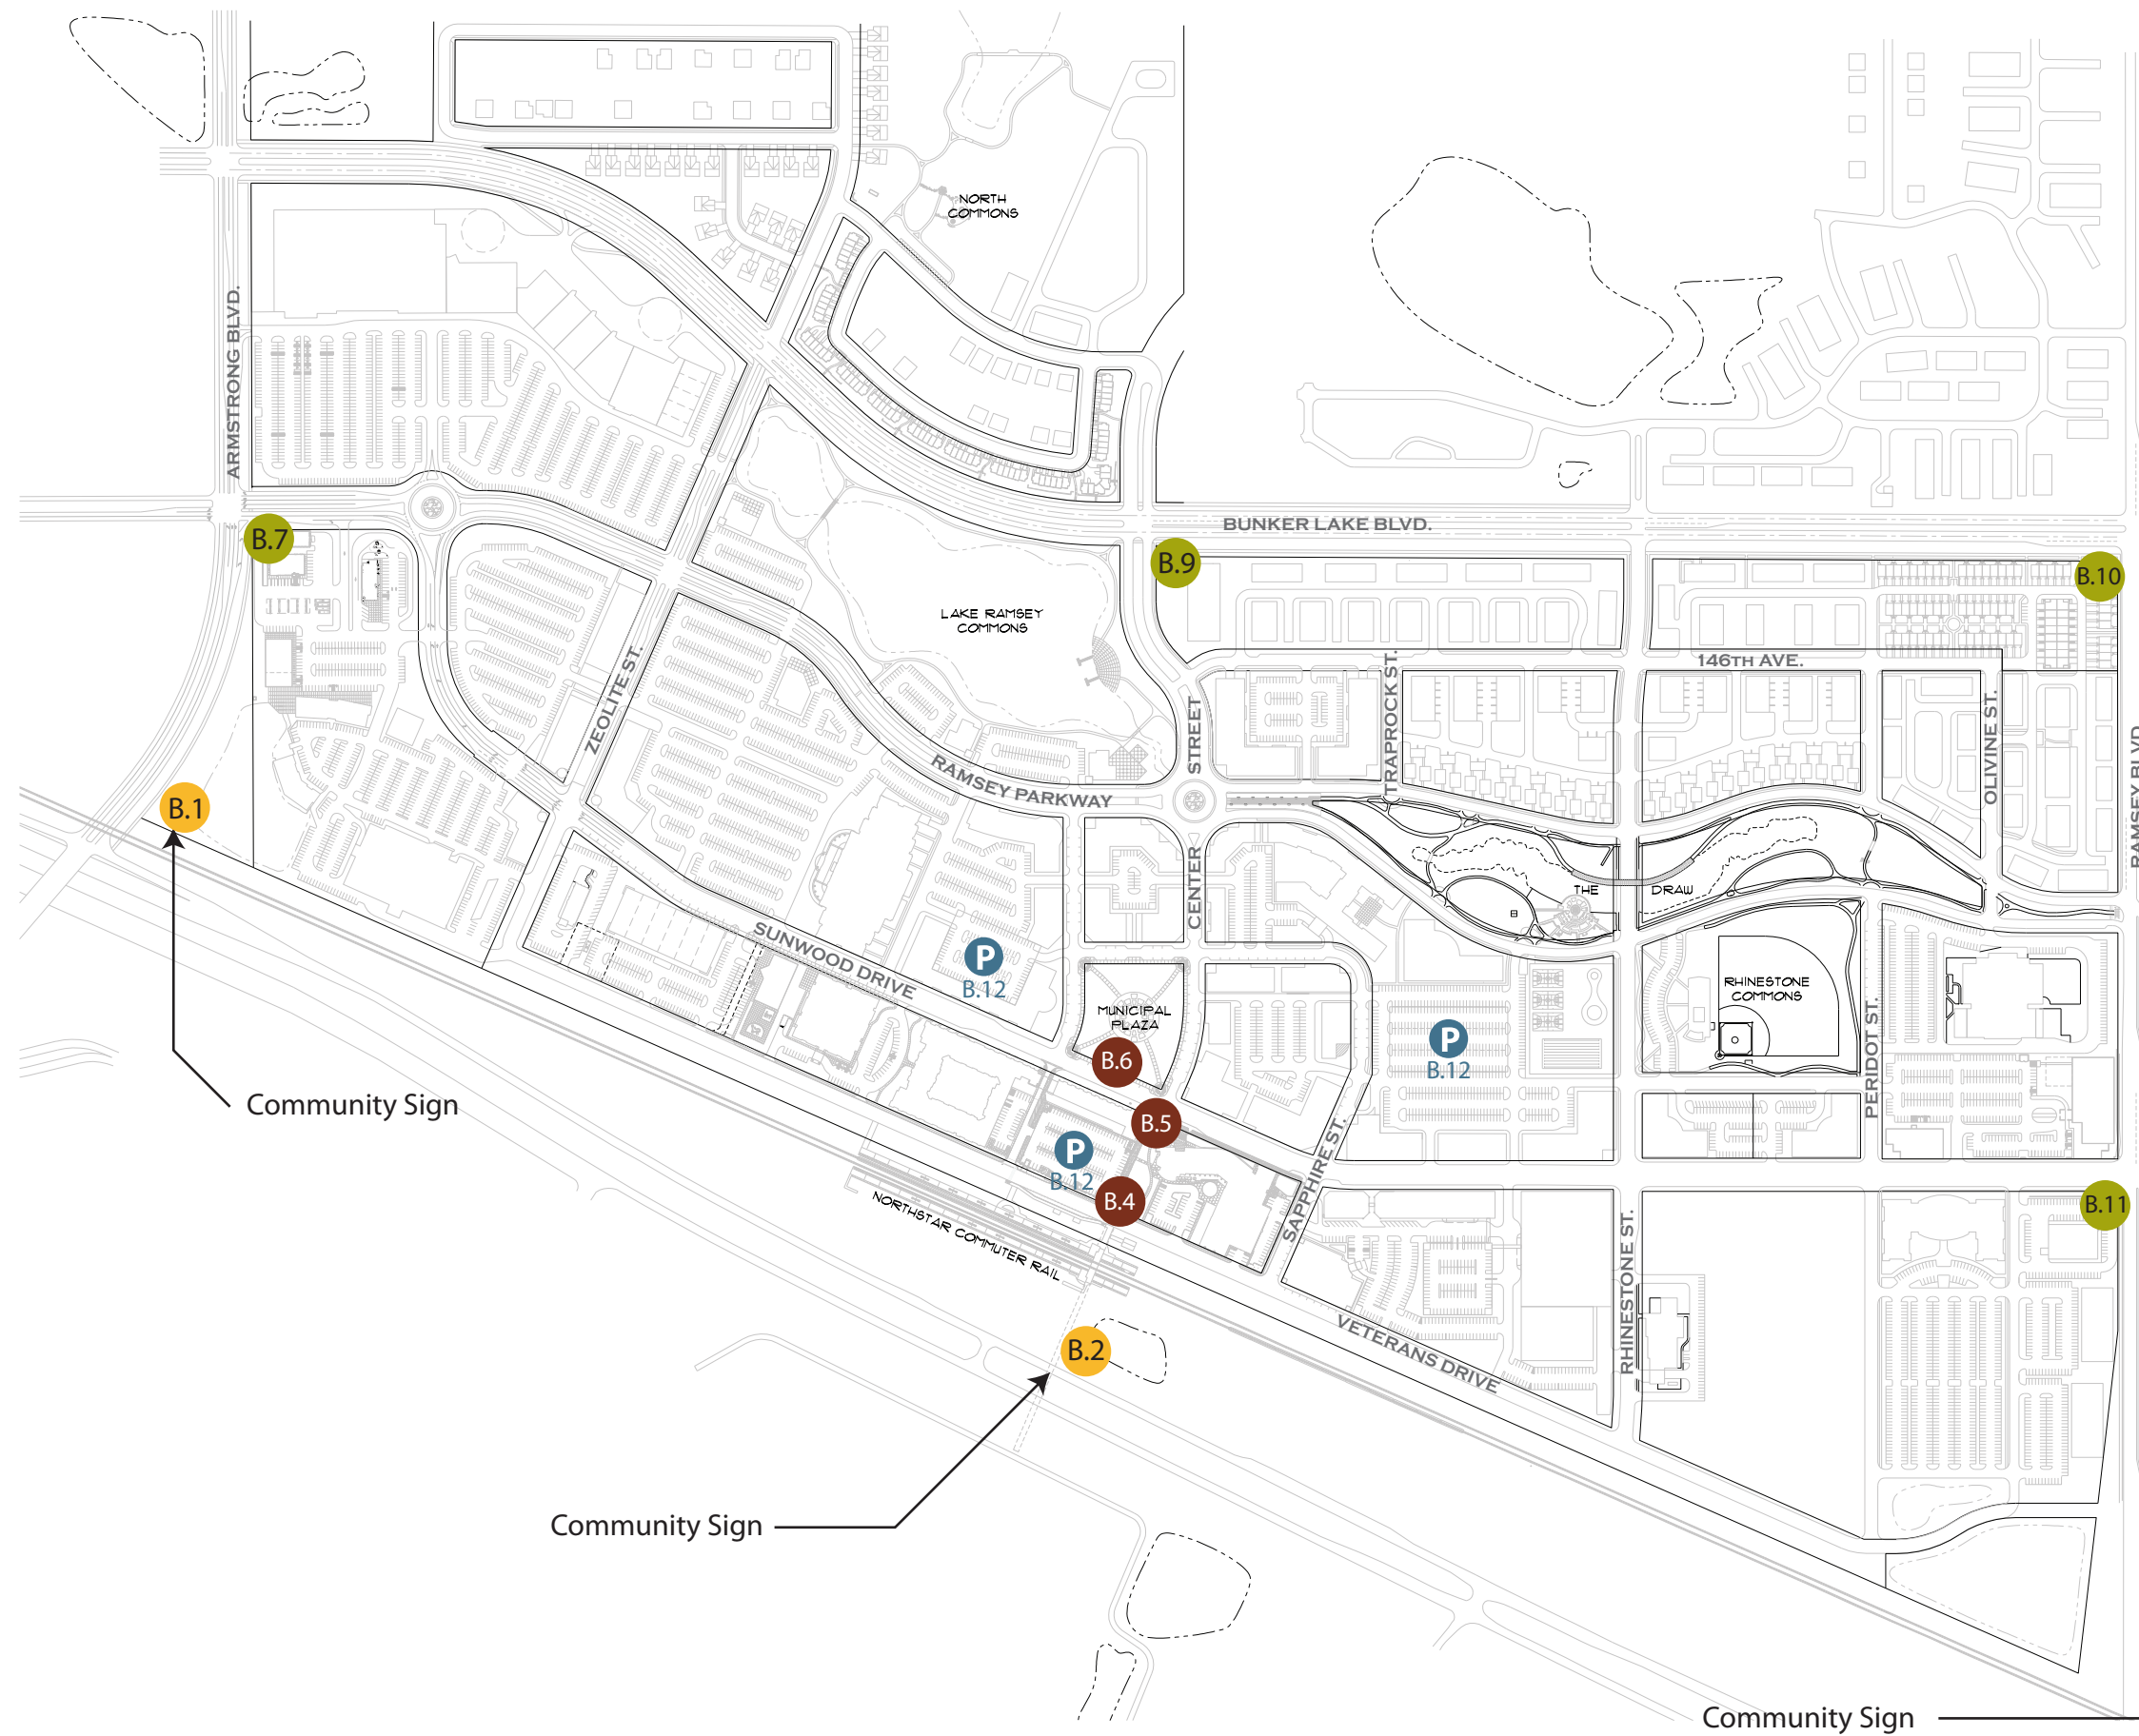 NORTH
COMMONS
ARMSTRONG BLVD.
BUNKER LAKE BLVD.
B.7
B.9
B.10
LAKE RAMSEY
COMMONS
146TH AVE.
ZEOLITE ST.
TRAPROCK ST.
OLIVINE ST.
STREET
CENTER
RAMSEY BLVD.
RAMSEY PARKWAY
B.1
THE
DRAW
SUNWOOD DRIVE
P
B.12
RHINESTONE
COMMONS
MUNICIPAL
PLAZA
P
B.12
PERIDOT ST.
B.6
Community Sign
B.5
P
B.12
B.4
SAPPHIRE ST.
B.11
NORTHSTAR COMMUTER RAIL
RHINESTONE ST.
B.2
VETERANS DRIVE
Community Sign
Community Sign